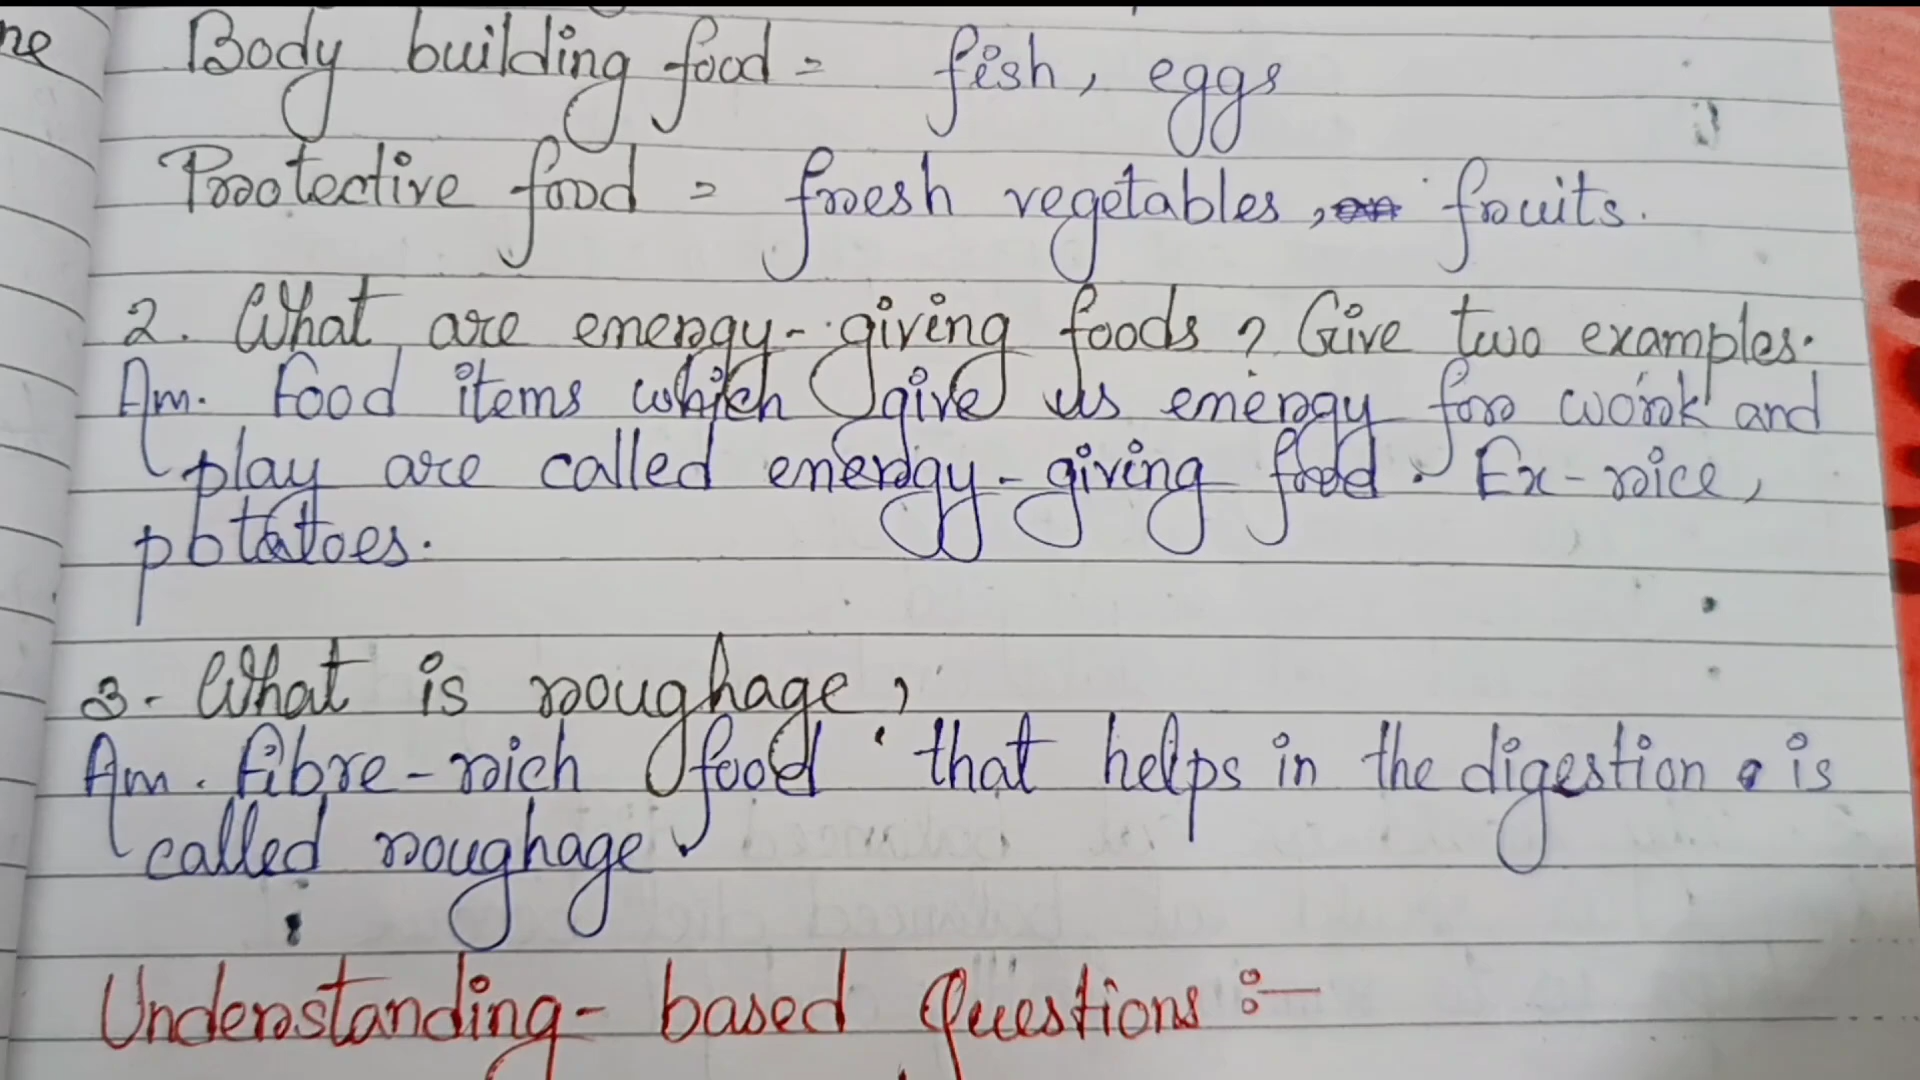 ne
Body building food = fish, eggs
Protective food = fresh vegetables, fruits.
2. What are energy-giving foods? Give two examples.
Ans. Food items which give us energy for work and
play are called energy-giving food. Ex-rice,
potatoes.
3. What is roughage,
Ans. Fibre-rich food that helps in the digestion is
called roughage.
Understanding-based Questions :-